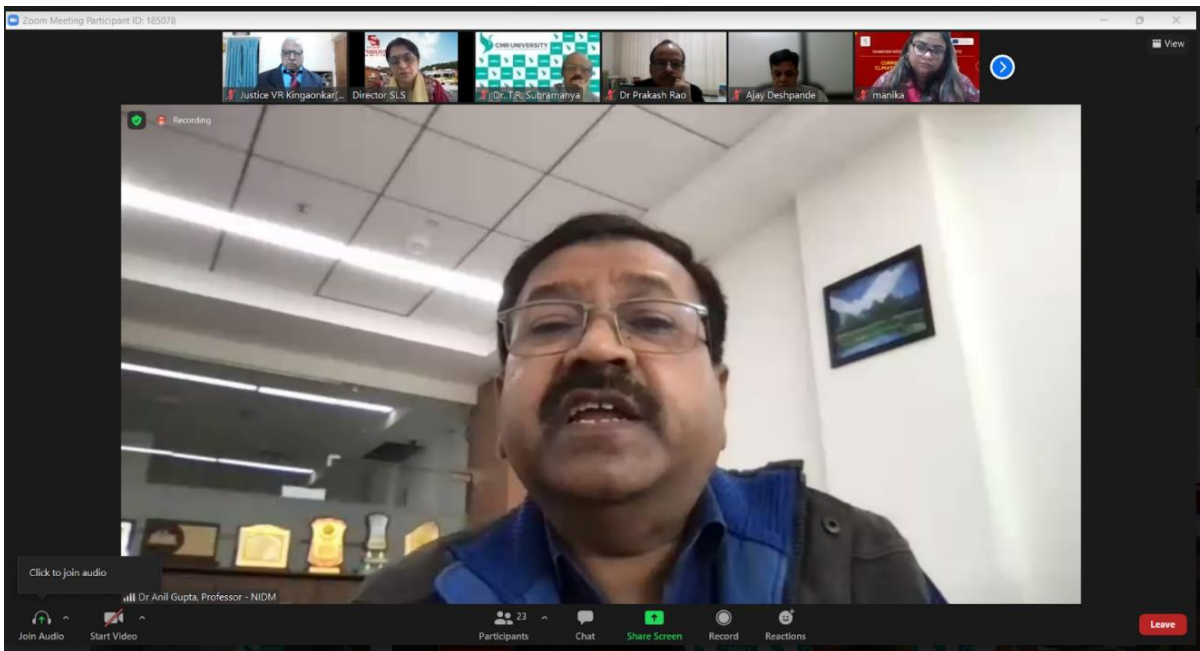 Zoom Meeting Participant ID: 185078
View
CMR UNIVERSITY
Justice VR Kingaonkar(...
Director SLS
Dr. T.R. Subramanya
Dr Prakash Rao
Ajay Deshpande
manika
Recording
Click to join audio
Dr Anil Gupta, Professor - NIDM
Join Audio
Start Video
23
Participants
Chat
Share Screen
Record
Reactions
Leave